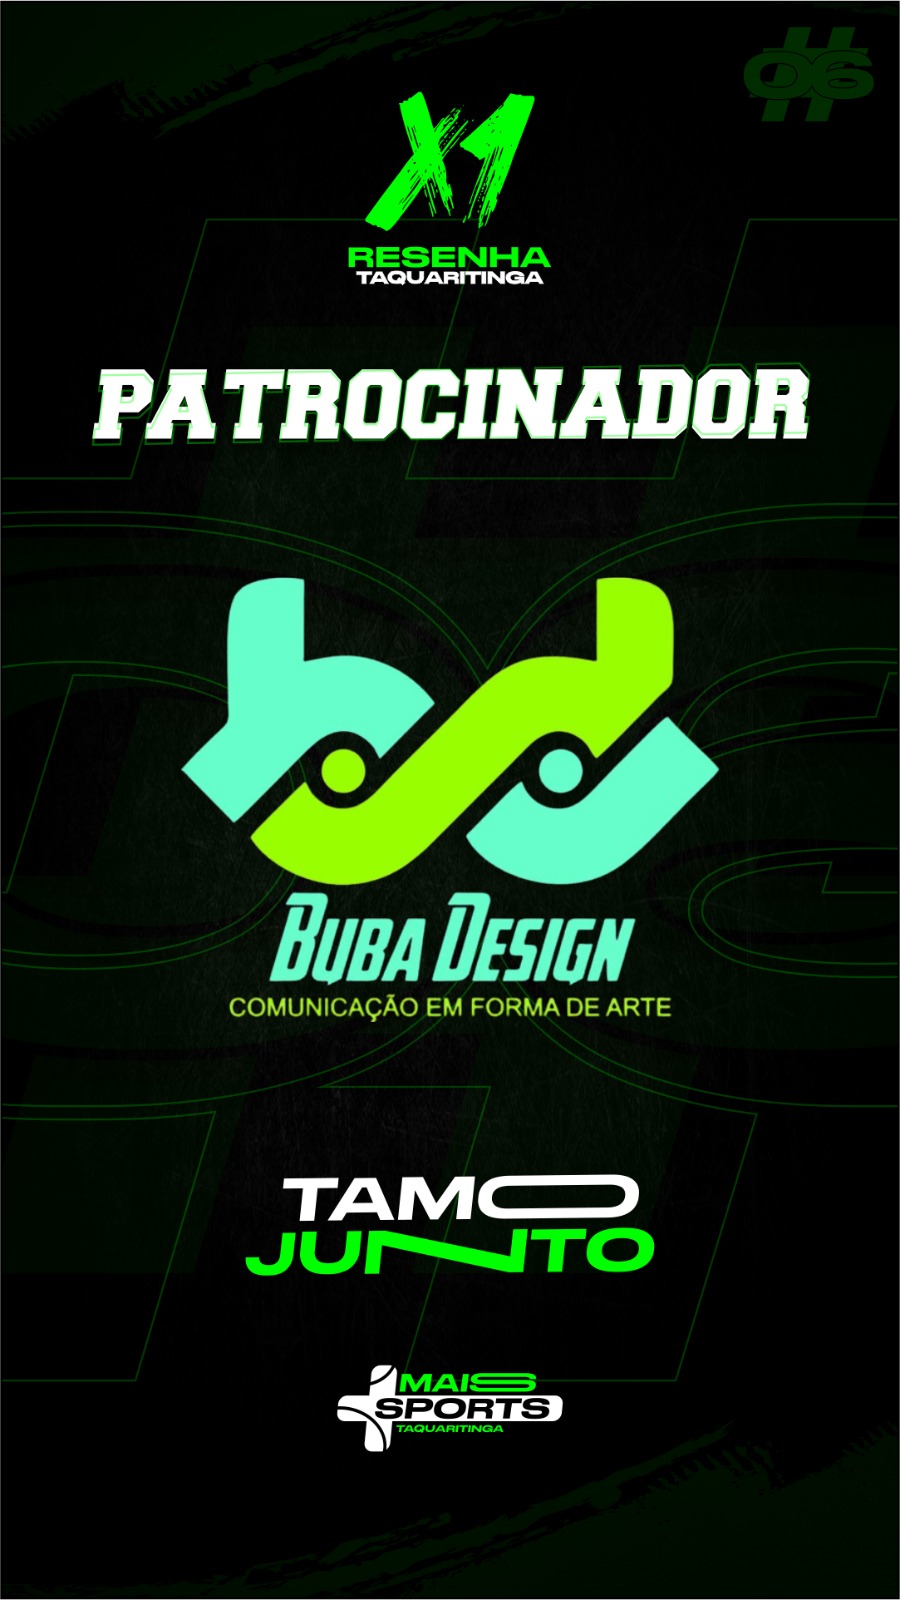 #06
X1
RESENHA
TAQUARITINGA
PATROCINADOR
BUBA DESIGN
COMUNICAÇÃO EM FORMA DE ARTE
TAMO
JUNTO
MAIS
SPORTS
TAQUARITINGA